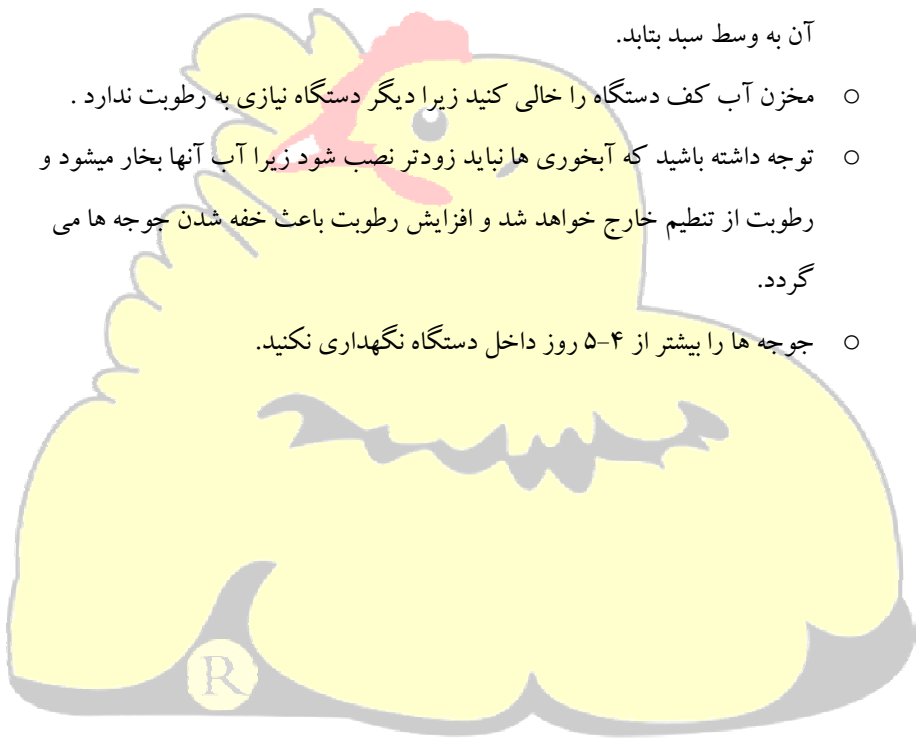 آن به وسط سبد بتابد.
○ مخزن آب کف دستگاه را خالی کنید زیرا دیگر دستگاه نیازی به رطوبت ندارد .
○ توجه داشته باشید که آبخوری ها نباید زودتر نصب شود زیرا آب آنها بخار میشود و
رطوبت از تنطیم خارج خواهد شد و افزایش رطوبت باعث خفه شدن جوجه ها می
گردد.
○ جوجه ها را بیشتر از ۴-۵ روز داخل دستگاه نگهداری نکنید.
R